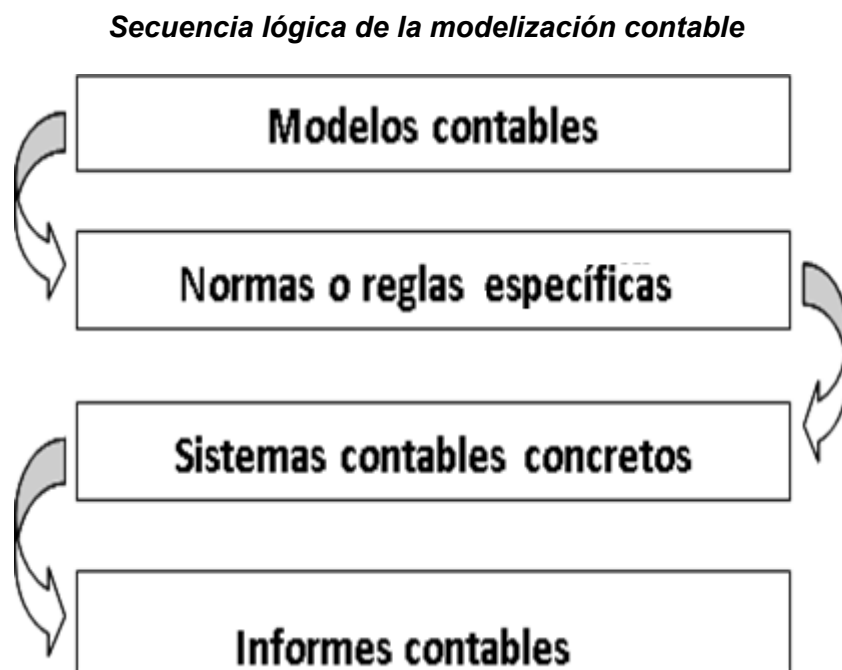 Secuencia lógica de la modelización contable
Modelos contables
Normas o reglas específicas
Sistemas contables concretos
Informes contables